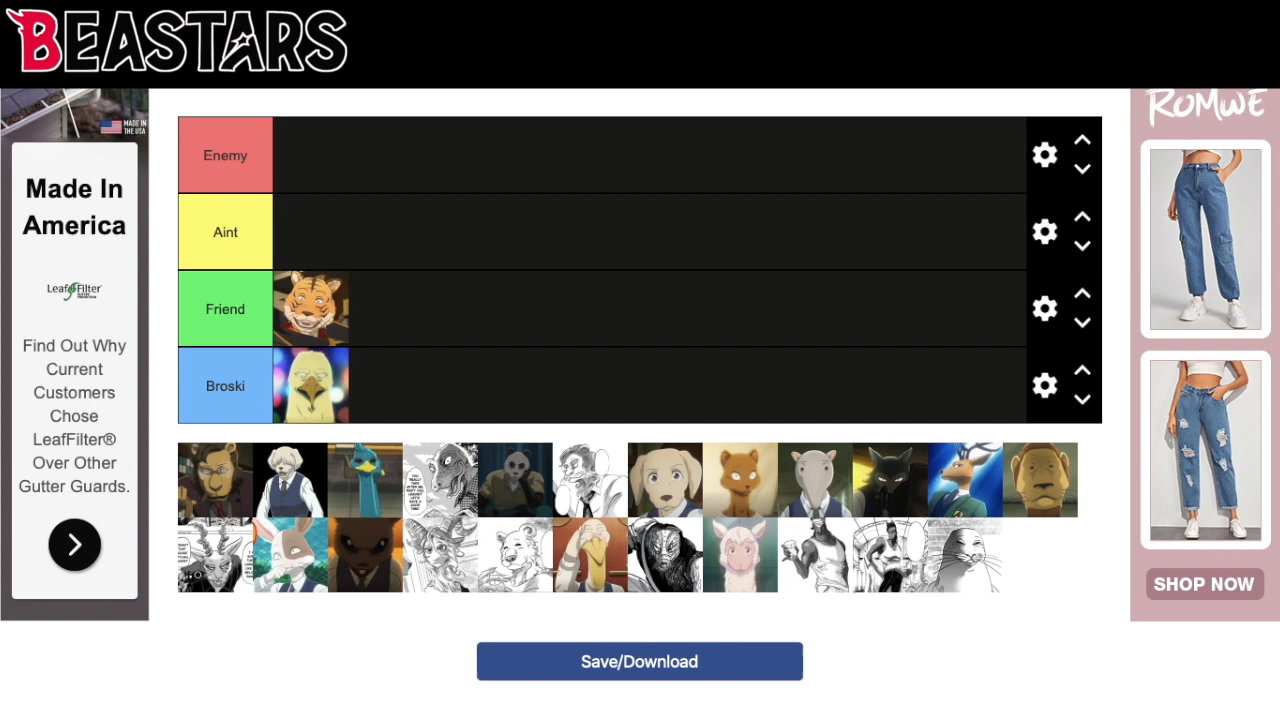 BEASTARS
MADE IN
THE USA
Made In
America
LeafFilter
Find Out Why
Current
Customers
Chose
LeafFilter®
Over Other
Gutter Guards.
Enemy
Aint
Friend
Broski
ROMWE
SHOP NOW
Save/Download